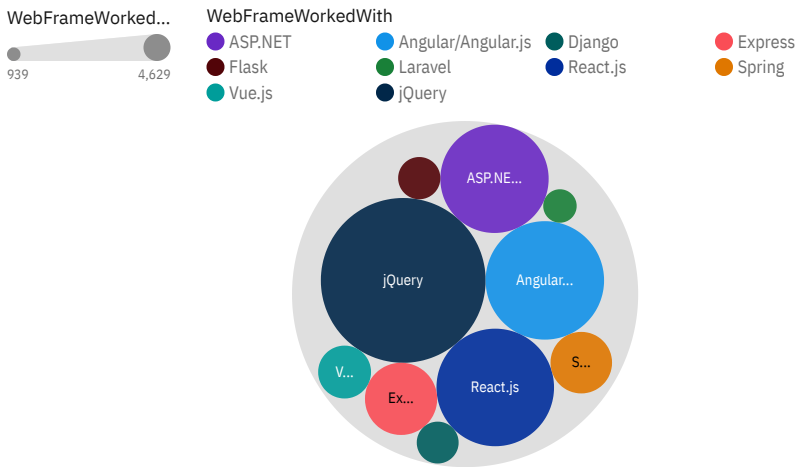 WebFrameWorked...
939
4,629
WebFrameWorkedWith
ASP.NET Angular/Angular.js Django Express
Flask Laravel React.js Spring
Vue.js jQuery
ASP.NE...
jQuery
Angular...
S...
V...
React.js
Ex...